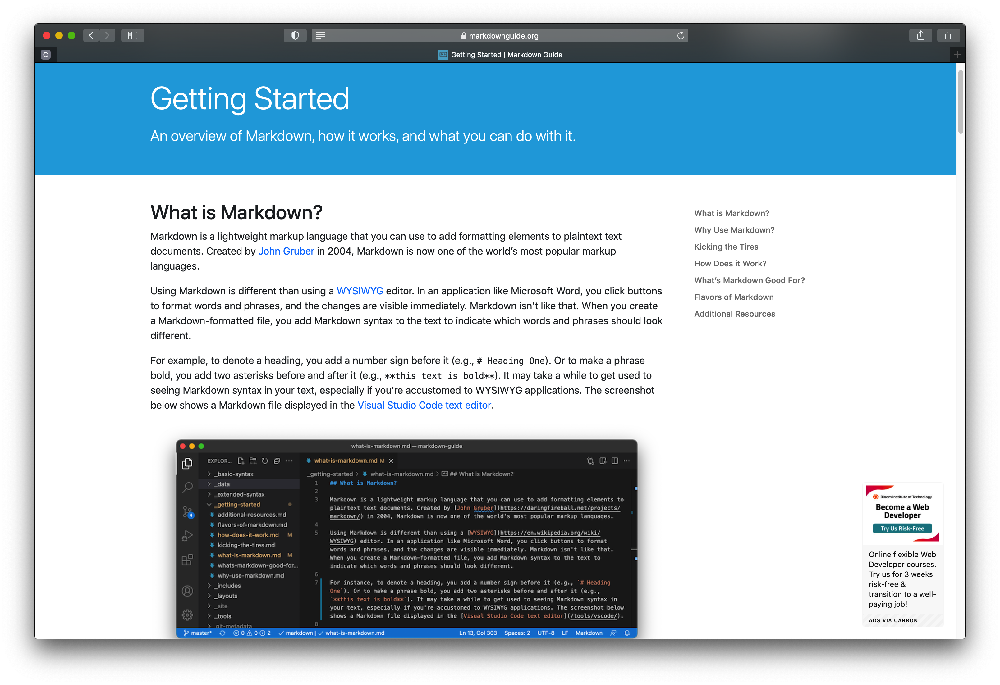 markdownguide.org
C
Getting Started | Markdown Guide
Getting Started
An overview of Markdown, how it works, and what you can do with it.
What is Markdown?
Markdown is a lightweight markup language that you can use to add formatting elements to plaintext text
documents. Created by John Gruber in 2004, Markdown is now one of the world’s most popular markup
languages.
Using Markdown is different than using a WYSIWYG editor. In an application like Microsoft Word, you click buttons
to format words and phrases, and the changes are visible immediately. Markdown isn’t like that. When you create
a Markdown-formatted file, you add Markdown syntax to the text to indicate which words and phrases should look
different.
For example, to denote a heading, you add a number sign before it (e.g., # Heading One). Or to make a phrase
bold, you add two asterisks before and after it (e.g., **this text is bold**). It may take a while to get used to
seeing Markdown syntax in your text, especially if you’re accustomed to WYSIWYG applications. The screenshot
below shows a Markdown file displayed in the Visual Studio Code text editor.
What is Markdown?
Why Use Markdown?
Kicking the Tires
How Does it Work?
What’s Markdown Good For?
Flavors of Markdown
Additional Resources
what-is-markdown.md — markdown-guide
EXPLOR...
_basic-syntax
_data
_extended-syntax
_getting-started
additional-resources.md
flavors-of-markdown.md
how-does-it-work.md M
kicking-the-tires.md
what-is-markdown.md M
whats-markdown-good-for...
why-use-markdown.md
_includes
_layouts
_site
_tools
.git-metadata
4
what-is-markdown.md M
_getting-started > what-is-markdown.md > ## What is Markdown?
1 ## What is Markdown?
2
3 Markdown is a lightweight markup language that you can use to add formatting elements to
plaintext text documents. Created by [John Gruber](https://daringfireball.net/projects/
markdown/) in 2004, Markdown is now one of the world's most popular markup languages.
4
5 Using Markdown is different than using a [WYSIWYG](https://en.wikipedia.org/wiki/
WYSIWYG) editor. In an application like Microsoft Word, you click buttons to format
words and phrases, and the changes are visible immediately. Markdown isn't like that.
When you create a Markdown-formatted file, you add Markdown syntax to the text to
indicate which words and phrases should look different.
6
7 For instance, to denote a heading, you add a number sign before it (e.g., `# Heading
One`). Or to make a phrase bold, you add two asterisks before and after it (e.g.,
`**this text is bold**`). It may take a while to get used to seeing Markdown syntax in
your text, especially if you're accustomed to WYSIWYG applications. The screenshot below
shows a Markdown file displayed in the [Visual Studio Code text editor](/tools/vscode/).
8
master* 0 0 2 markdown | what-is-markdown.md Ln 13, Col 303 Spaces: 2 UTF-8 LF Markdown
Bloom Institute of Technology
Become a Web
Developer
Try Us Risk-Free
Online flexible Web
Developer courses.
Try us for 3 weeks
risk-free &
transition to a well-
paying job!
ADS VIA CARBON